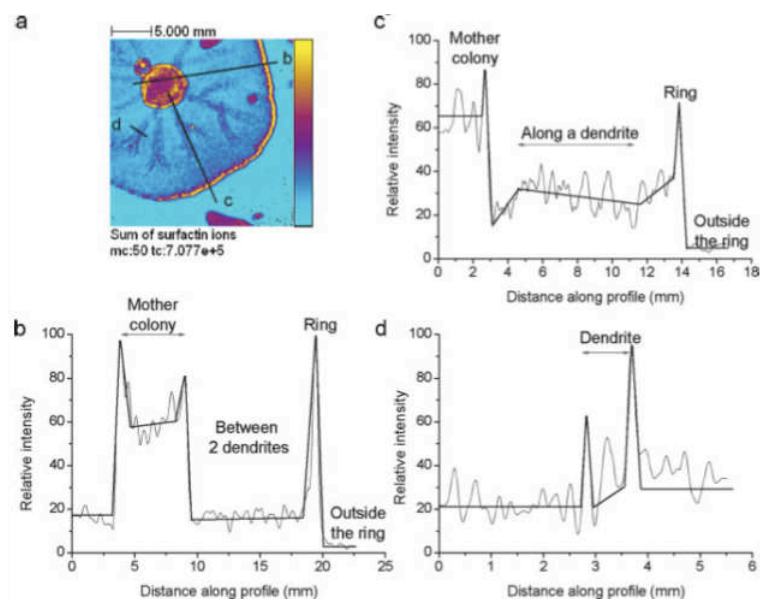 a
5.000 mm
b
d
c
Sum of surfactin ions
mc:50 tc:7.077e+5
c
100
80
60
40
20
0
Relative intensity
Mother
colony
Along a dendrite
Ring
Outside
the ring
0 2 4 6 8 10 12 14 16 18
Distance along profile (mm)
b
100
80
60
40
20
0
Relative intensity
Mother
colony
Ring
Between
2 dendrites
Outside
the ring
0 5 10 15 20 25
Distance along profile (mm)
d
100
80
60
40
20
0
Relative intensity
Dendrite
0 1 2 3 4 5 6
Distance along profile (mm)